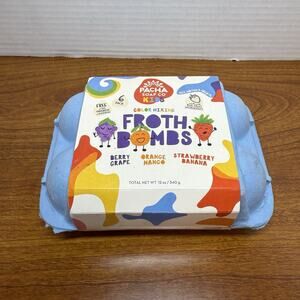 PACHA
SOAP CO
KIDS
FREE
6
COLOR MIXING
FROTH
BOMBS
BERRY
GRAPE
ORANGE
MANGO
STRAWBERRY
BANANA
TOTAL NET WT 12 oz / 340 g